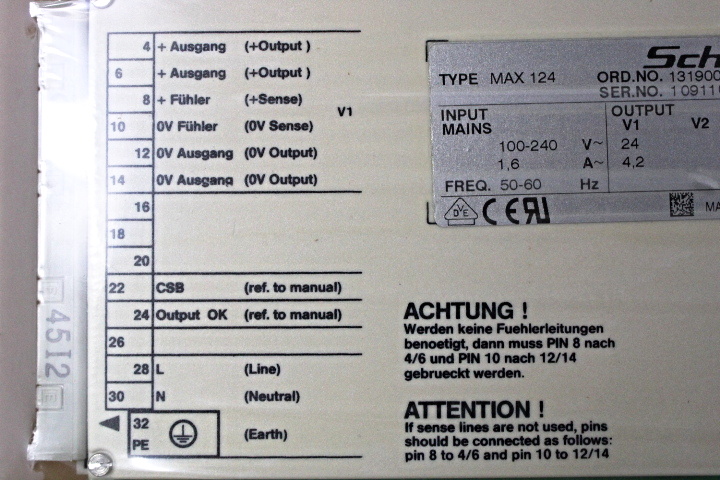 4 + Ausgang (+Output )
6 + Ausgang (+Output )
8 + Fühler (+Sense)
V1
10 0V Fühler (0V Sense)
12 0V Ausgang (0V Output)
14 0V Ausgang (0V Output)
16
18
20
22 CSB (ref. to manual)
24 Output OK (ref. to manual)
26
28 L (Line)
30 N (Neutral)
32
PE (Earth)
4512
Sch
TYPE MAX 124 ORD.NO. 131900
SER.NO. 109110
INPUT OUTPUT
MAINS V1 V2
100-240 V~ 24
1,6 A~ 4,2
FREQ. 50-60 Hz
VDE CE RU MA
ACHTUNG !
Werden keine Fuehlerleitungen
benoetigt, dann muss PIN 8 nach
4/6 und PIN 10 nach 12/14
gebrueckt werden.
ATTENTION !
If sense lines are not used, pins
should be connected as follows:
pin 8 to 4/6 and pin 10 to 12/14